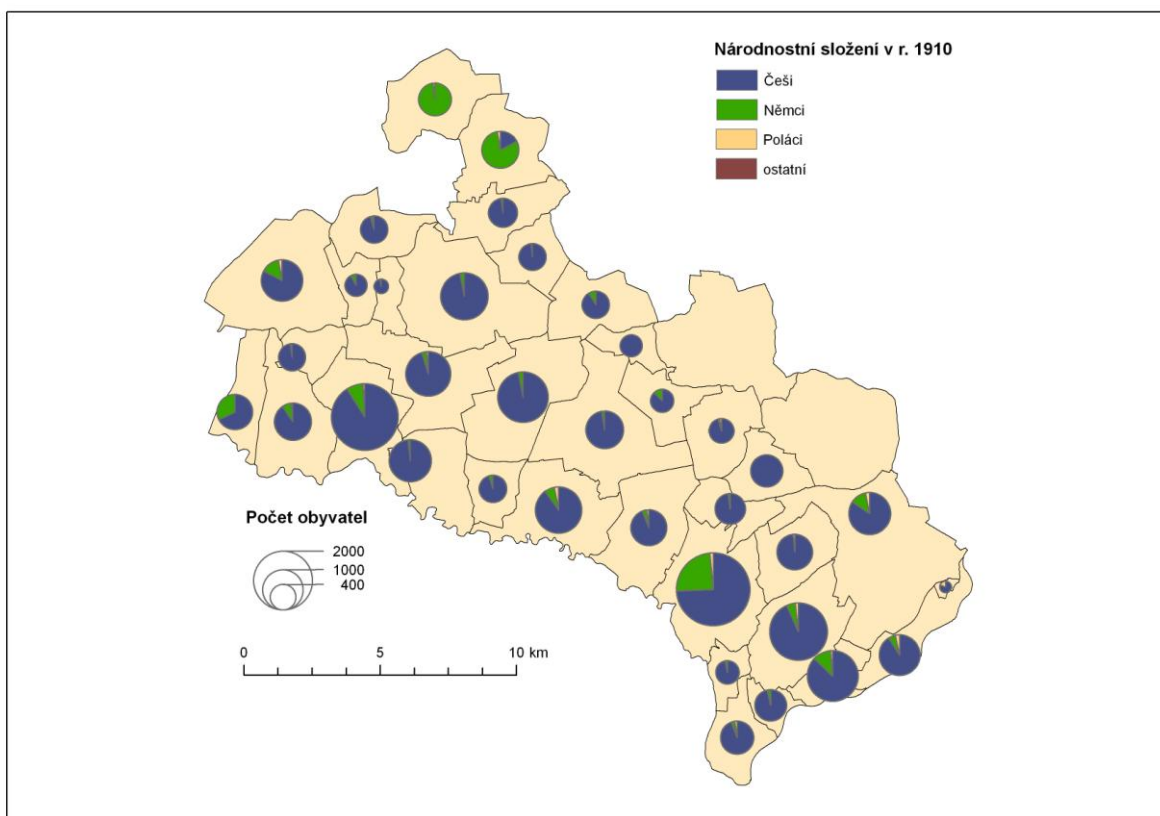 Národnostní složení v r. 1910
Češi
Němci
Poláci
ostatní
Počet obyvatel
2000
1000
400
0 5 10 km